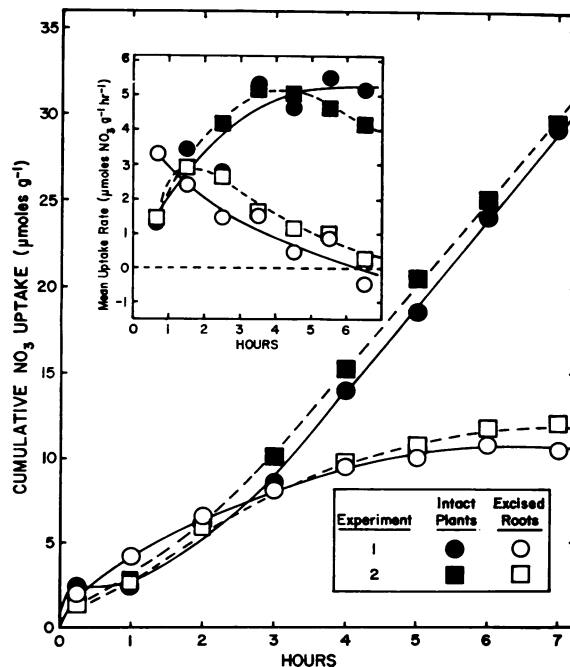 35
30
25
20
15
10
5
0
CUMULATIVE NO3 UPTAKE (μmoles g-1)
0 1 2 3 4 5 6 7
HOURS
6
5
4
3
2
1
0
-1
Mean Uptake Rate (μmoles NO3 g-1 hr-1)
1 2 3 4 5 6
HOURS
Intact Excised
Experiment Plants Roots
1
2